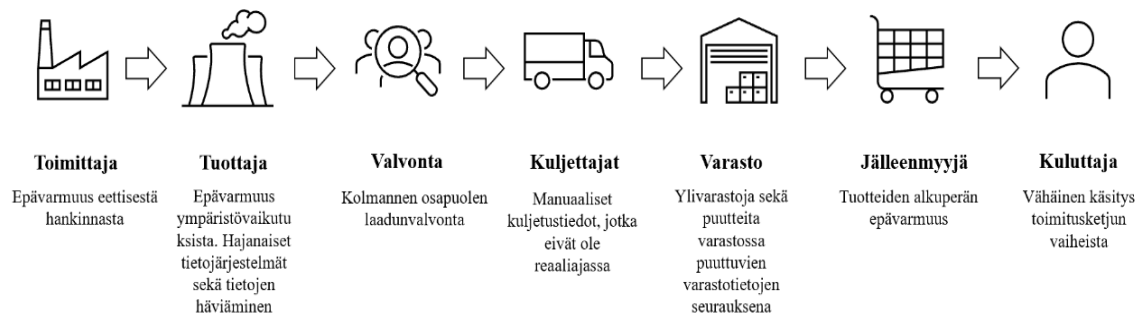 Toimittaja
Epävarmuus eettisestä
hankinnasta
Tuottaja
Epävarmuus
ympäristövaikutu
ksista. Hajanaiset
tietojärjestelmät
sekä tietojen
häviäminen
Valvonta
Kolmannen osapuolen
laadunvalvonta
Kuljettajat
Manuaaliset
kuljetustiedot, jotka
eivät ole
reaaliajassa
Varasto
Ylivarastoja sekä
puutteita
varastossa
puuttuvien
varastotietojen
seurauksena
Jälleenmyyjä
Tuotteiden alkuperän
epävarmuus
Kuluttaja
Vähäinen käsitys
toimitusketjun
vaiheista